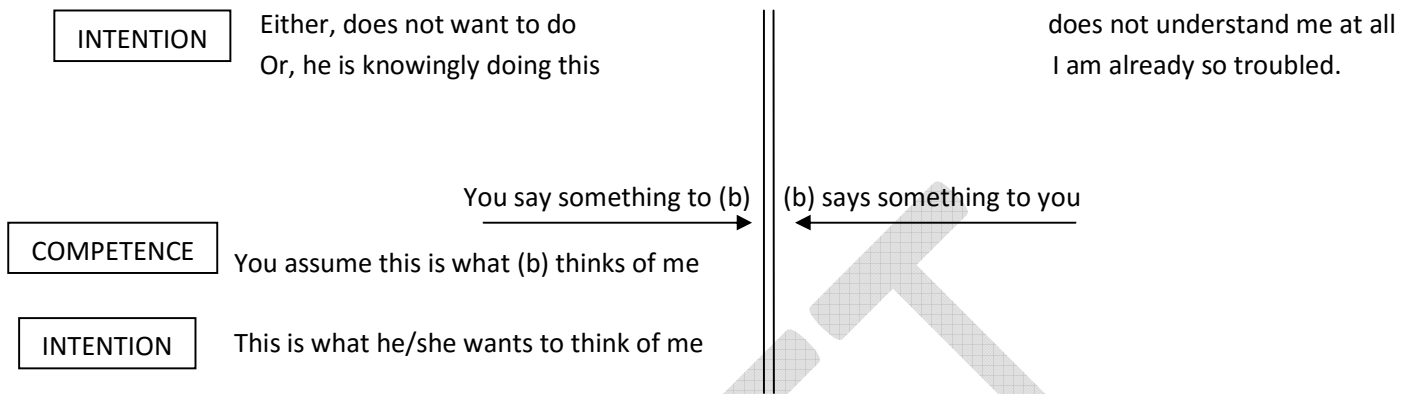 INTENTION Either, does not want to do does not understand me at all
Or, he is knowingly doing this I am already so troubled.
You say something to (b) (b) says something to you
COMPETENCE You assume this is what (b) thinks of me
INTENTION This is what he/she wants to think of me